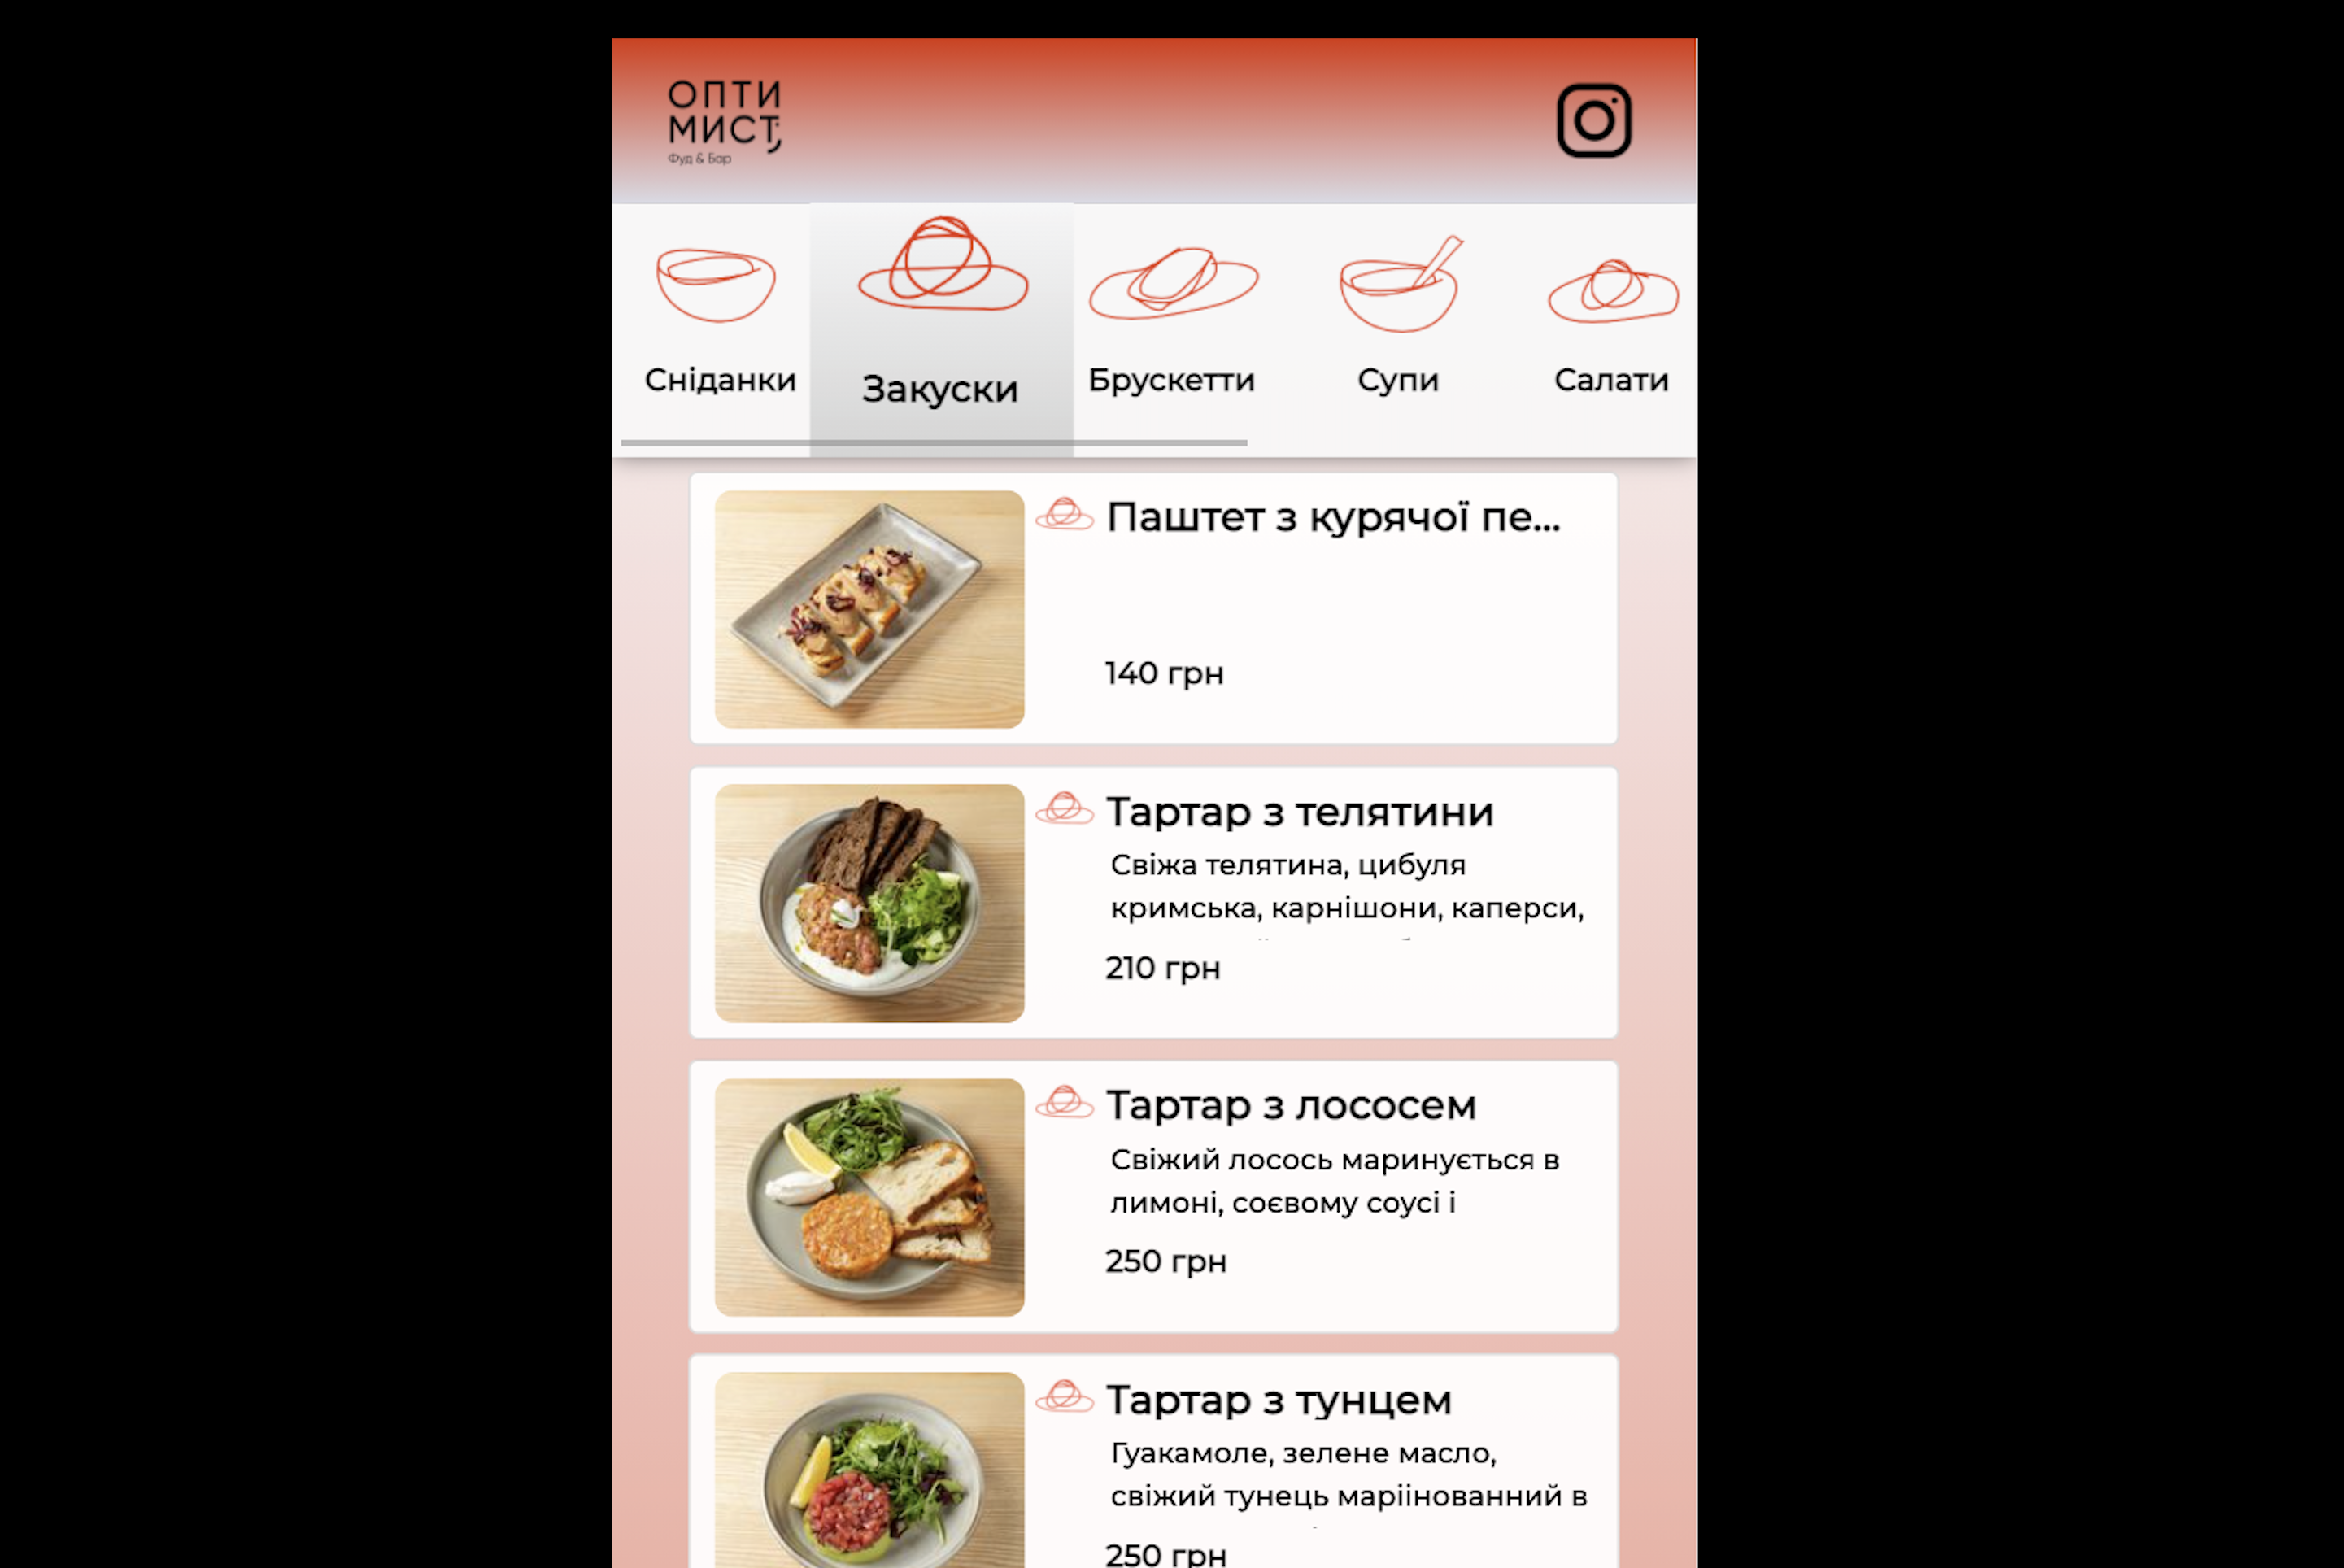 ОПТИ
МИСТ
Фуд & Бар
Сніданки
Закуски
Брускетти
Супи
Салати
Паштет з курячої пе...
140 грн
Тартар з телятини
Свіжа телятина, цибуля
кримська, карнішони, каперси,
210 грн
Тартар з лососем
Свіжий лосось маринується в
лимоні, соєвому соусі і
250 грн
Тартар з тунцем
Гуакамоле, зелене масло,
свіжий тунець маріінованний в
250 грн